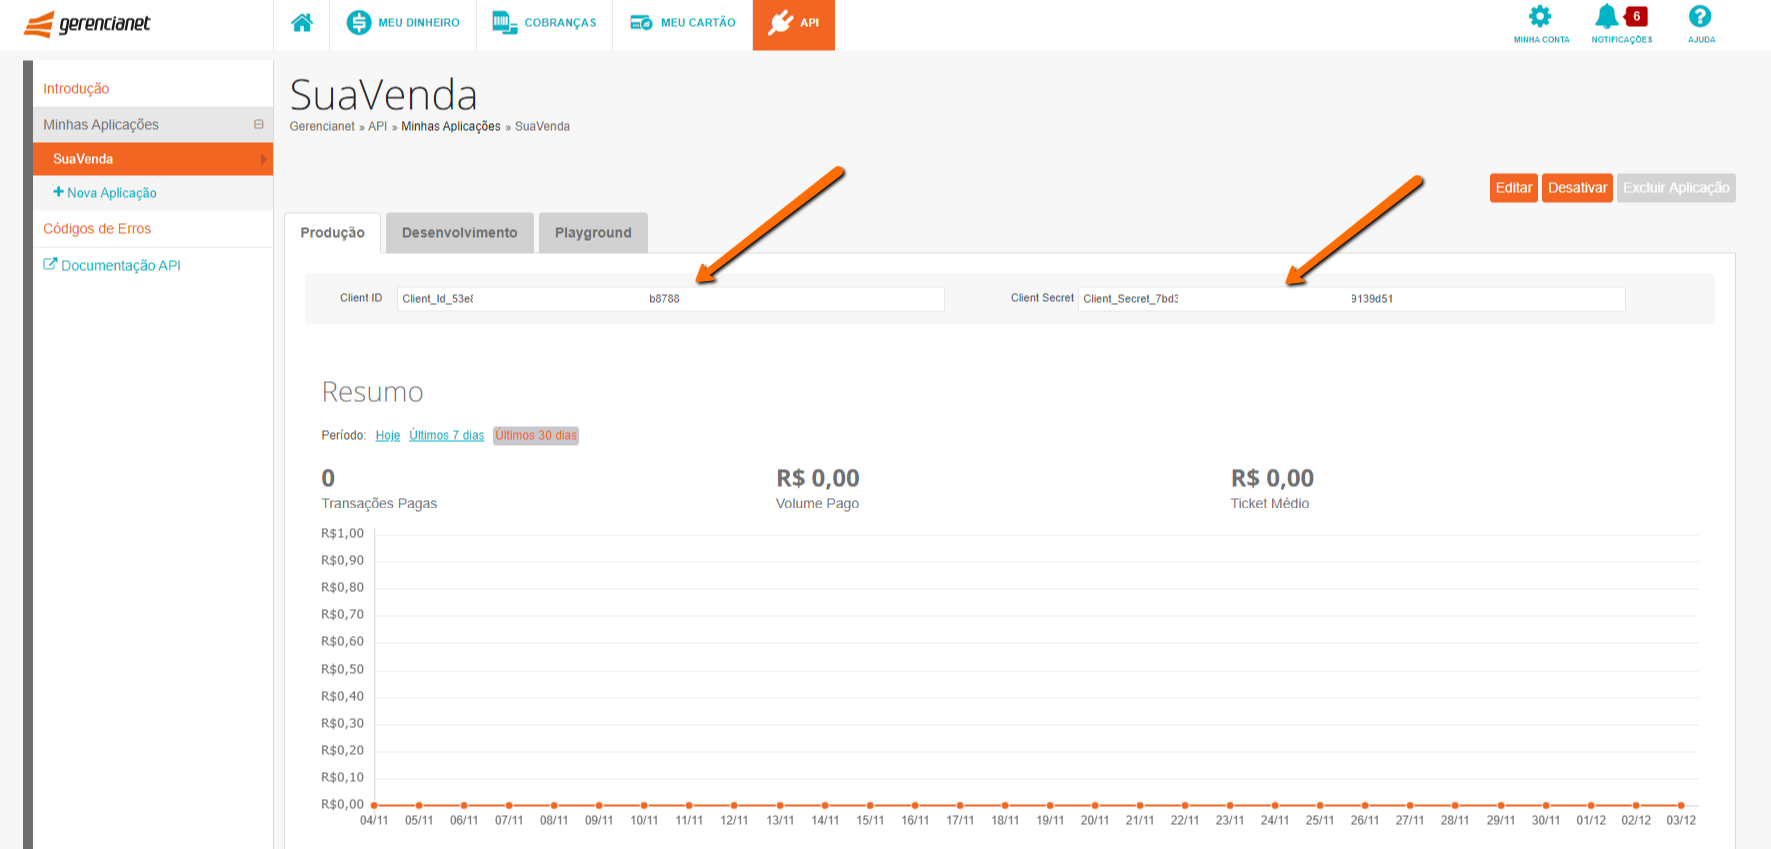 gerencianet
MEU DINHEIRO
COBRANÇAS
MEU CARTÃO
API
MINHA CONTA
6
NOTIFICAÇÕES
AJUDA
Introdução
Minhas Aplicações
SuaVenda
Nova Aplicação
Códigos de Erros
Documentação API
SuaVenda
Gerencianet » API » Minhas Aplicações » SuaVenda
Editar
Desativar
Excluir Aplicação
Produção
Desenvolvimento
Playground
Client ID
Client_Id_53e8 b8788
Client Secret
Client_Secret_7bd3 9139d51
Resumo
Período: Hoje Últimos 7 dias Últimos 30 dias
0
Transações Pagas
R$ 0,00
Volume Pago
R$ 0,00
Ticket Médio
R$1,00
R$0,90
R$0,80
R$0,70
R$0,60
R$0,50
R$0,40
R$0,30
R$0,20
R$0,10
R$0,00
04/11 05/11 06/11 07/11 08/11 09/11 10/11 11/11 12/11 13/11 14/11 15/11 16/11 17/11 18/11 19/11 20/11 21/11 22/11 23/11 24/11 25/11 26/11 27/11 28/11 29/11 30/11 01/12 02/12 03/12